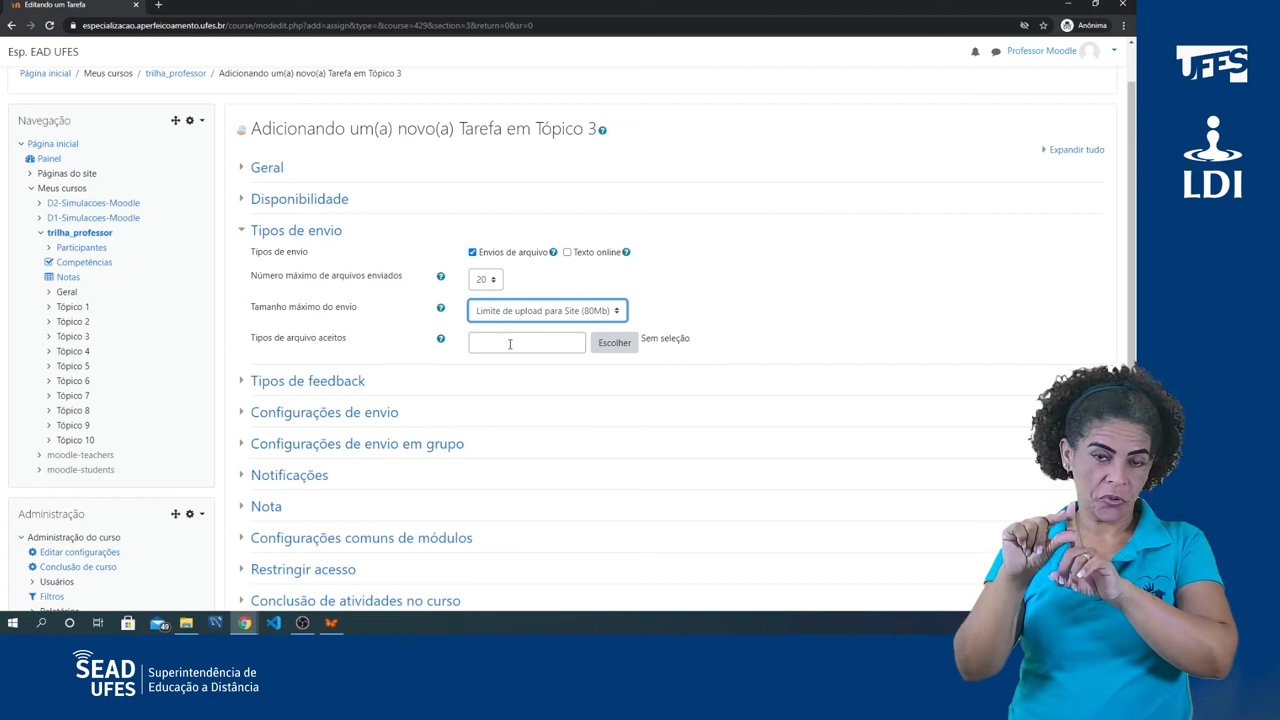 Editando um Tarefa
especializacao.aperfeicoamento.ufes.br/course/modedit.php?add=assign&type=&course=429&section=3&return=0&sr=0
Anônima
Esp. EAD UFES
Professor Moodle
Página inicial / Meus cursos / trilha_professor / Adicionando um(a) novo(a) Tarefa em Tópico 3
Navegação
Página inicial
Painel
Páginas do site
Meus cursos
D2-Simulacoes-Moodle
D1-Simulacoes-Moodle
trilha_professor
Participantes
Competências
Notas
Geral
Tópico 1
Tópico 2
Tópico 3
Tópico 4
Tópico 5
Tópico 6
Tópico 7
Tópico 8
Tópico 9
Tópico 10
moodle-teachers
moodle-students
Administração
Administração do curso
Editar configurações
Conclusão de curso
Usuários
Filtros
Relatórios
Adicionando um(a) novo(a) Tarefa em Tópico 3
Expandir tudo
Geral
Disponibilidade
Tipos de envio
Tipos de envio Envios de arquivo Texto online
Número máximo de arquivos enviados 20
Tamanho máximo do envio Limite de upload para Site (80Mb)
Tipos de arquivo aceitos Escolher Sem seleção
Tipos de feedback
Configurações de envio
Configurações de envio em grupo
Notificações
Nota
Configurações comuns de módulos
Restringir acesso
Conclusão de atividades no curso
49
UFES
LDI
SEAD UFES
Superintendência de
Educação a Distância